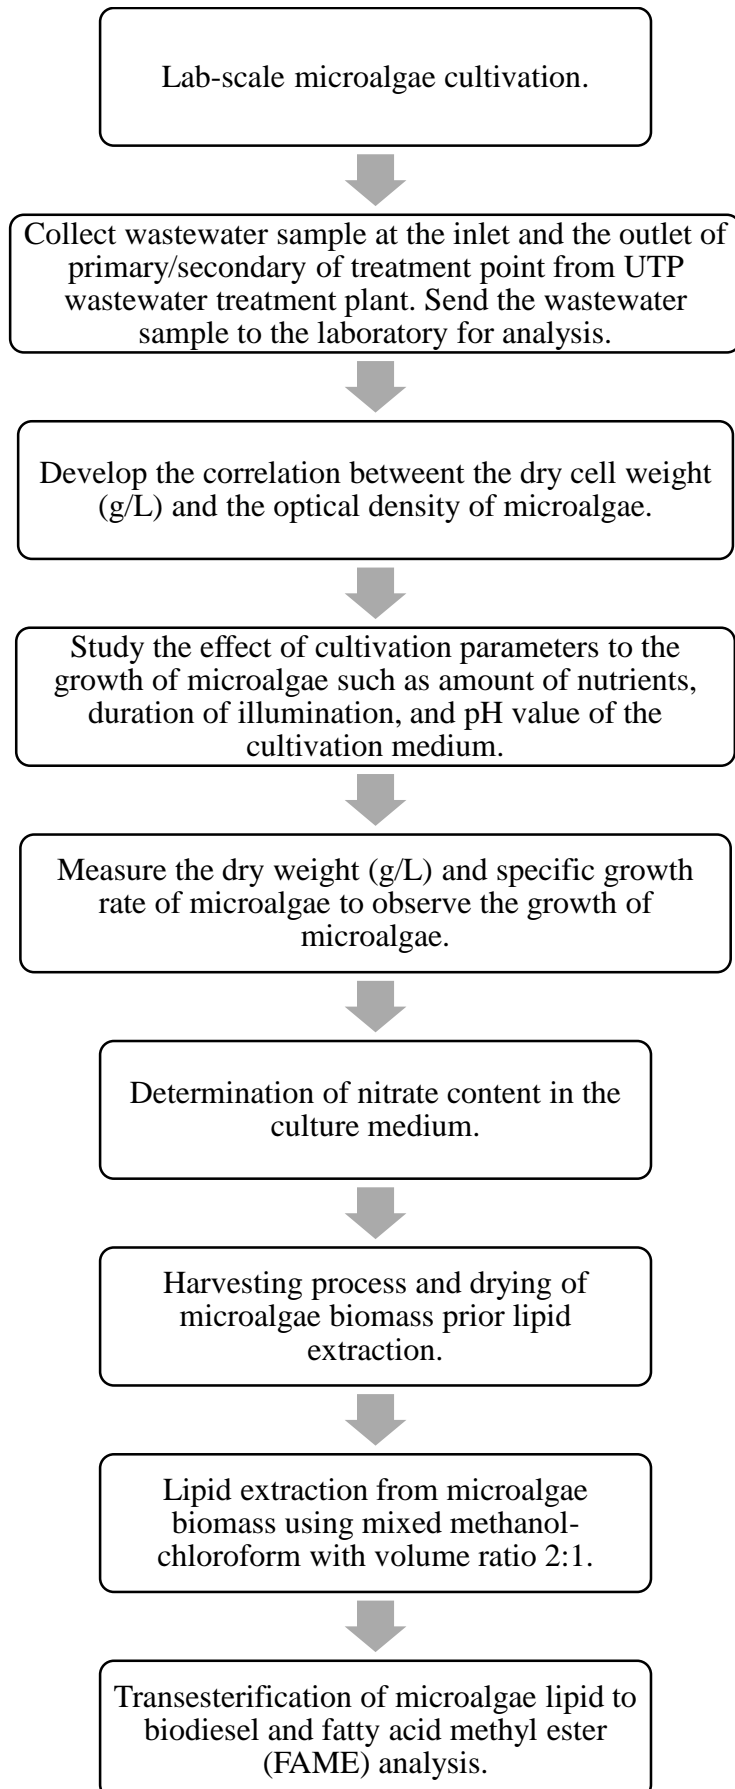 Lab-scale microalgae cultivation.
Collect wastewater sample at the inlet and the outlet of
primary/secondary of treatment point from UTP
wastewater treatment plant. Send the wastewater
sample to the laboratory for analysis.
Develop the correlation betweent the dry cell weight
(g/L) and the optical density of microalgae.
Study the effect of cultivation parameters to the
growth of microalgae such as amount of nutrients,
duration of illumination, and pH value of the
cultivation medium.
Measure the dry weight (g/L) and specific growth
rate of microalgae to observe the growth of
microalgae.
Determination of nitrate content in the
culture medium.
Harvesting process and drying of
microalgae biomass prior lipid
extraction.
Lipid extraction from microalgae
biomass using mixed methanol-
chloroform with volume ratio 2:1.
Transesterification of microalgae lipid to
biodiesel and fatty acid methyl ester
(FAME) analysis.